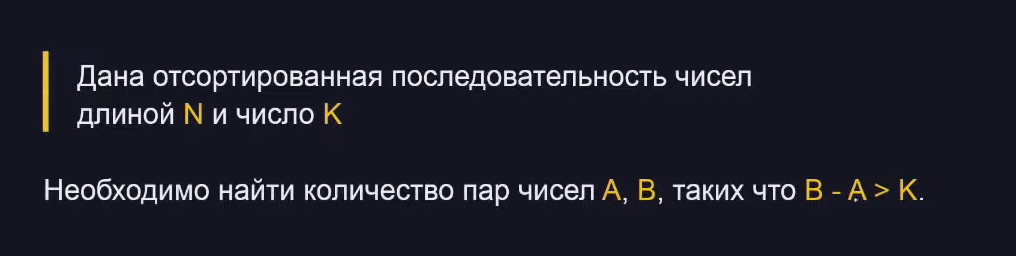 Дана отсортированная последовательность чисел
длиной N и число K
Необходимо найти количество пар чисел A, B, таких что B - A > K.